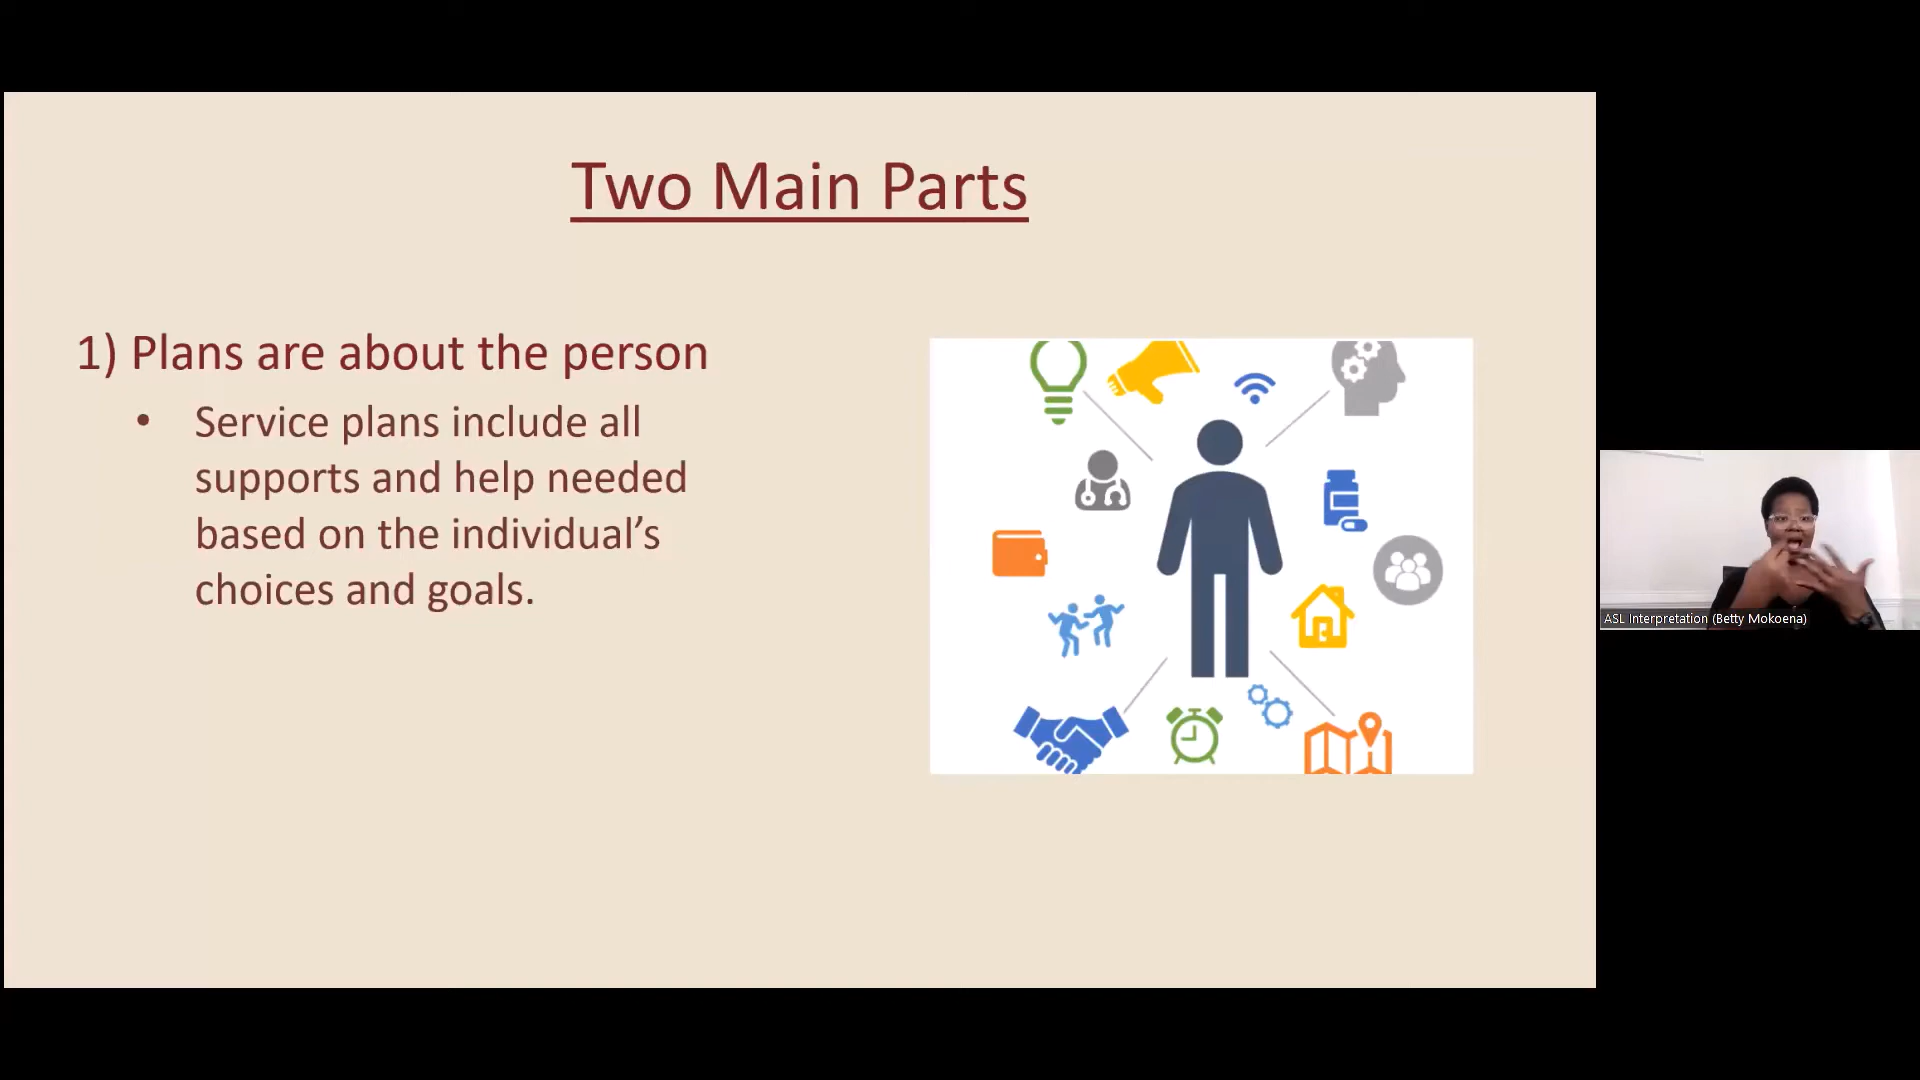 Two Main Parts
1) Plans are about the person
• Service plans include all
supports and help needed
based on the individual’s
choices and goals.
ASL Interpretation (Betty Mokoena)